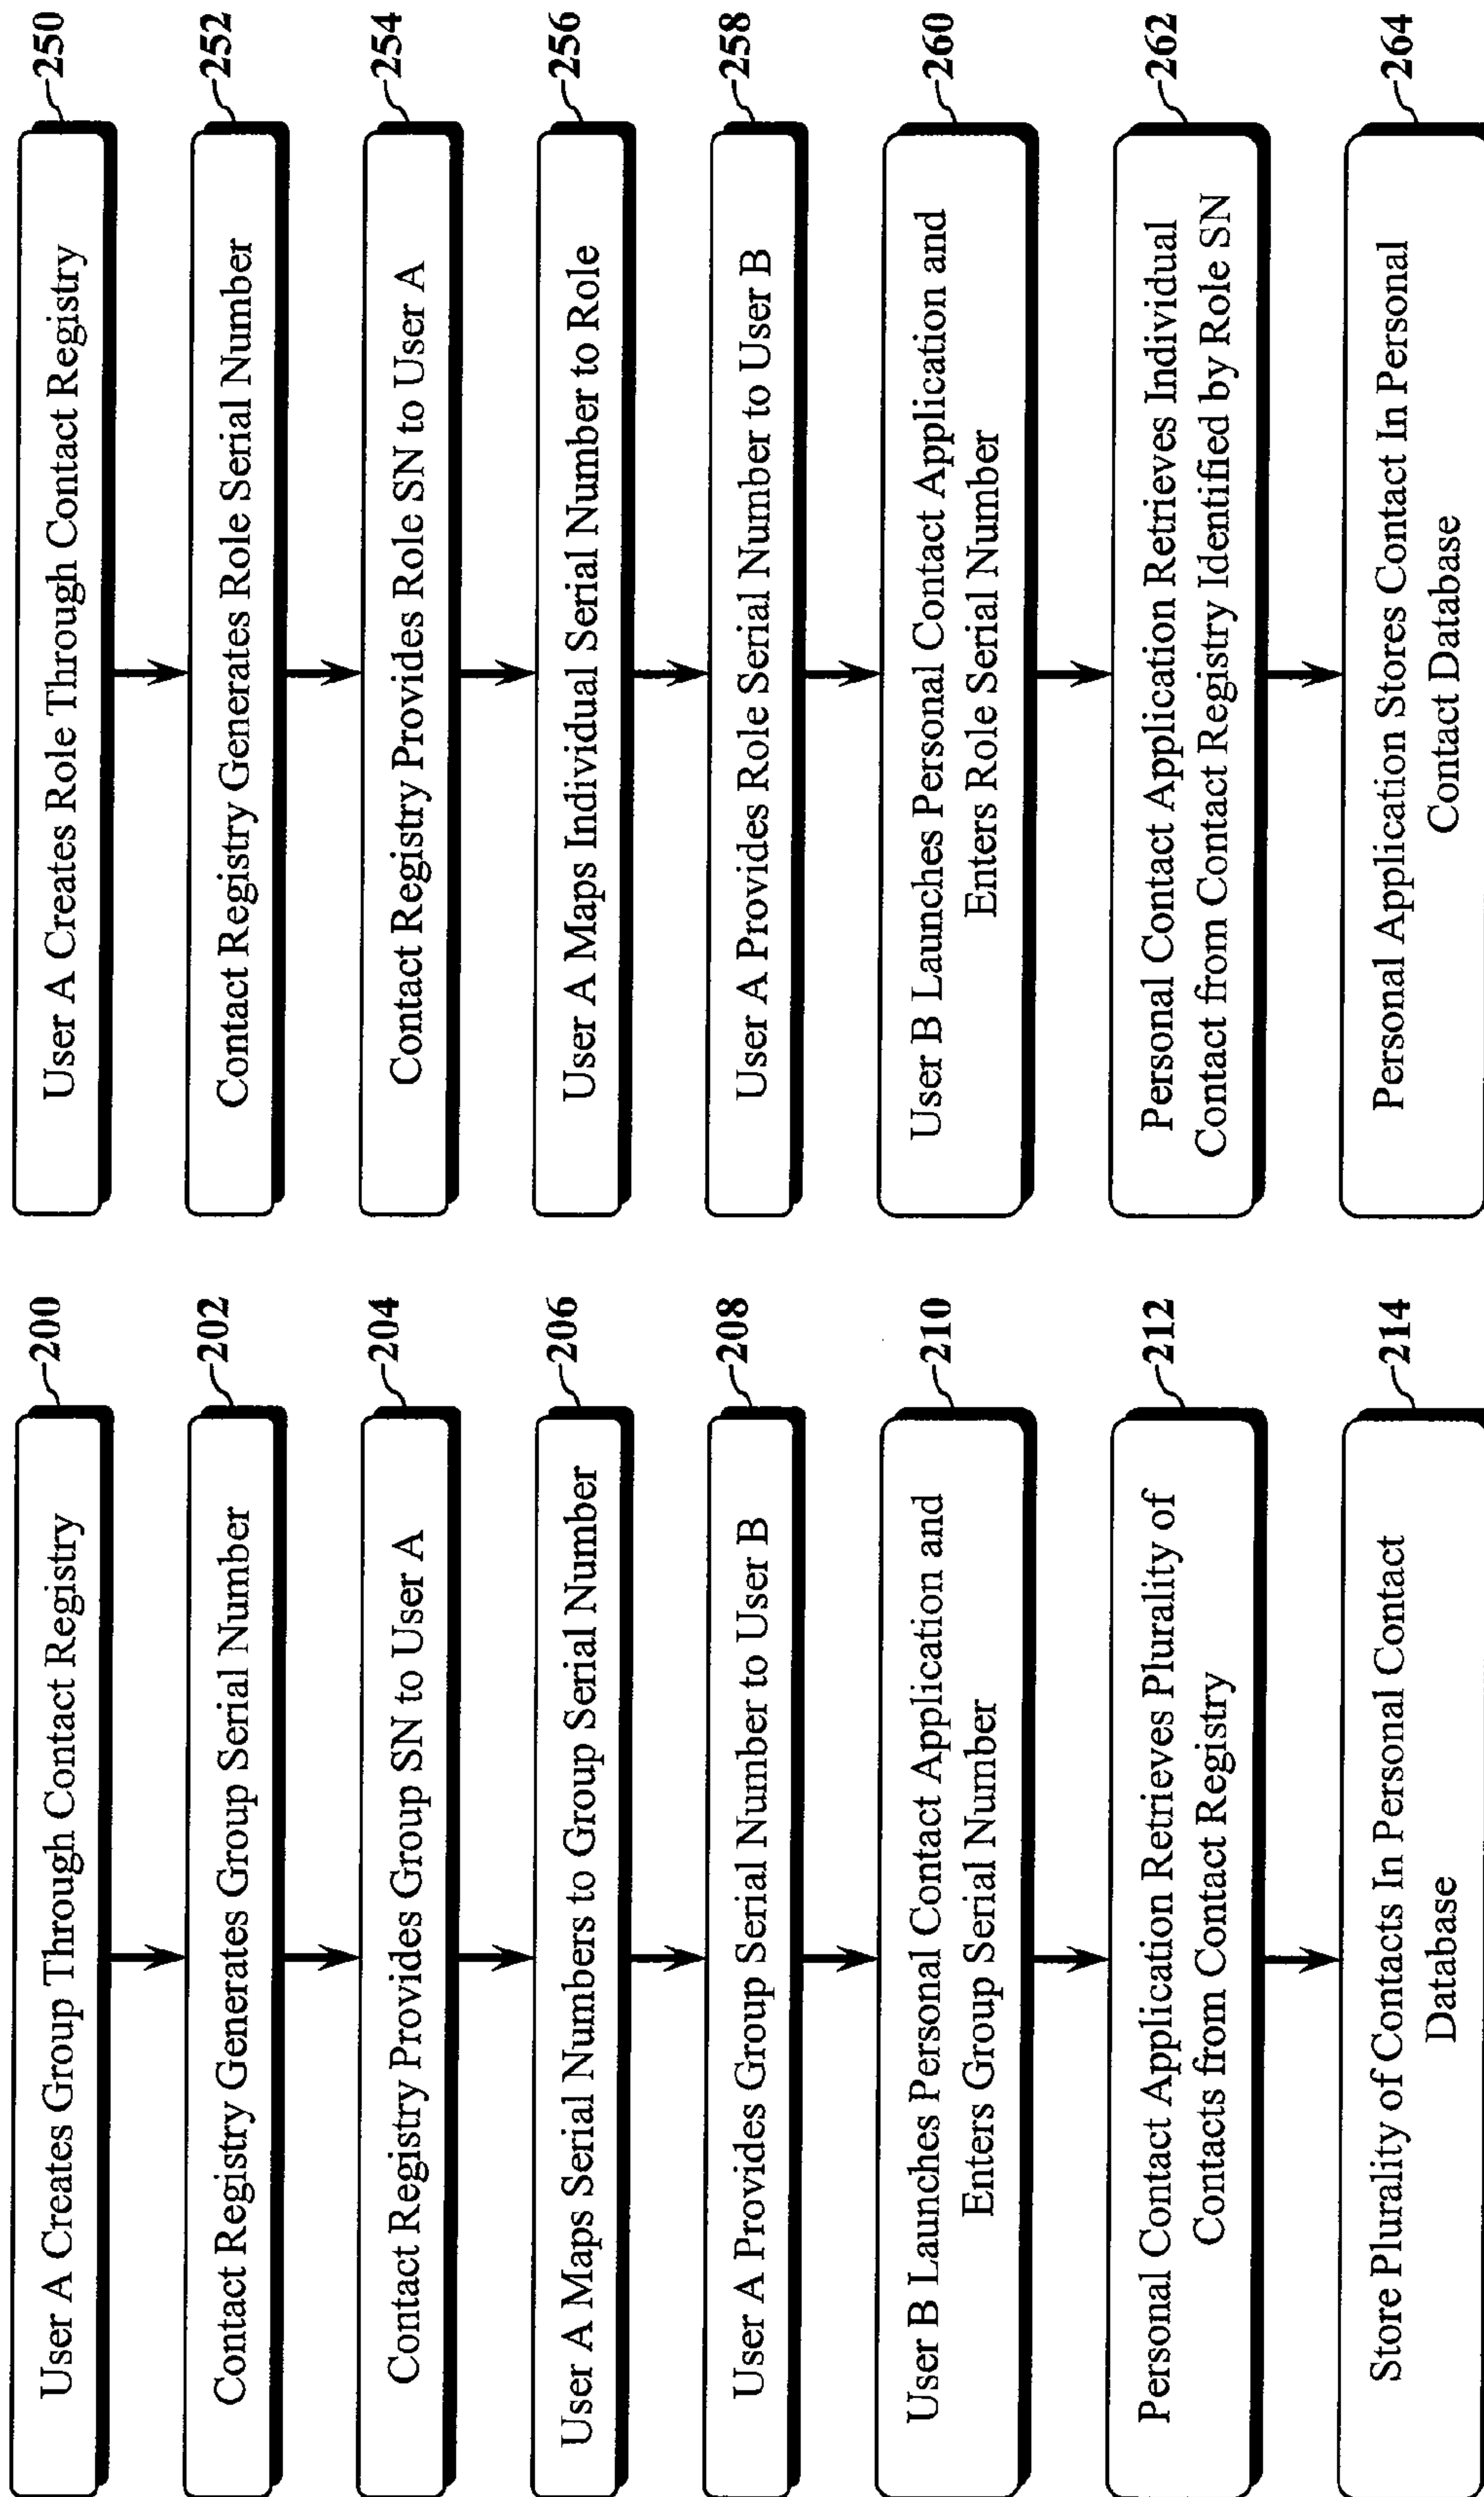 User A Creates Group Through Contact Registry
200
Contact Registry Generates Group Serial Number
202
Contact Registry Provides Group SN to User A
204
User A Maps Serial Numbers to Group Serial Number
206
User A Provides Group Serial Number to User B
208
User B Launches Personal Contact Application and
Enters Group Serial Number
210
Personal Contact Application Retrieves Plurality of
Contacts from Contact Registry
212
Store Plurality of Contacts In Personal Contact
Database
214
User A Creates Role Through Contact Registry
250
Contact Registry Generates Role Serial Number
252
Contact Registry Provides Role SN to User A
254
User A Maps Individual Serial Number to Role
256
User A Provides Role Serial Number to User B
258
User B Launches Personal Contact Application and
Enters Role Serial Number
260
Personal Contact Application Retrieves Individual
Contact from Contact Registry Identified by Role SN
262
Personal Application Stores Contact In Personal
Contact Database
264